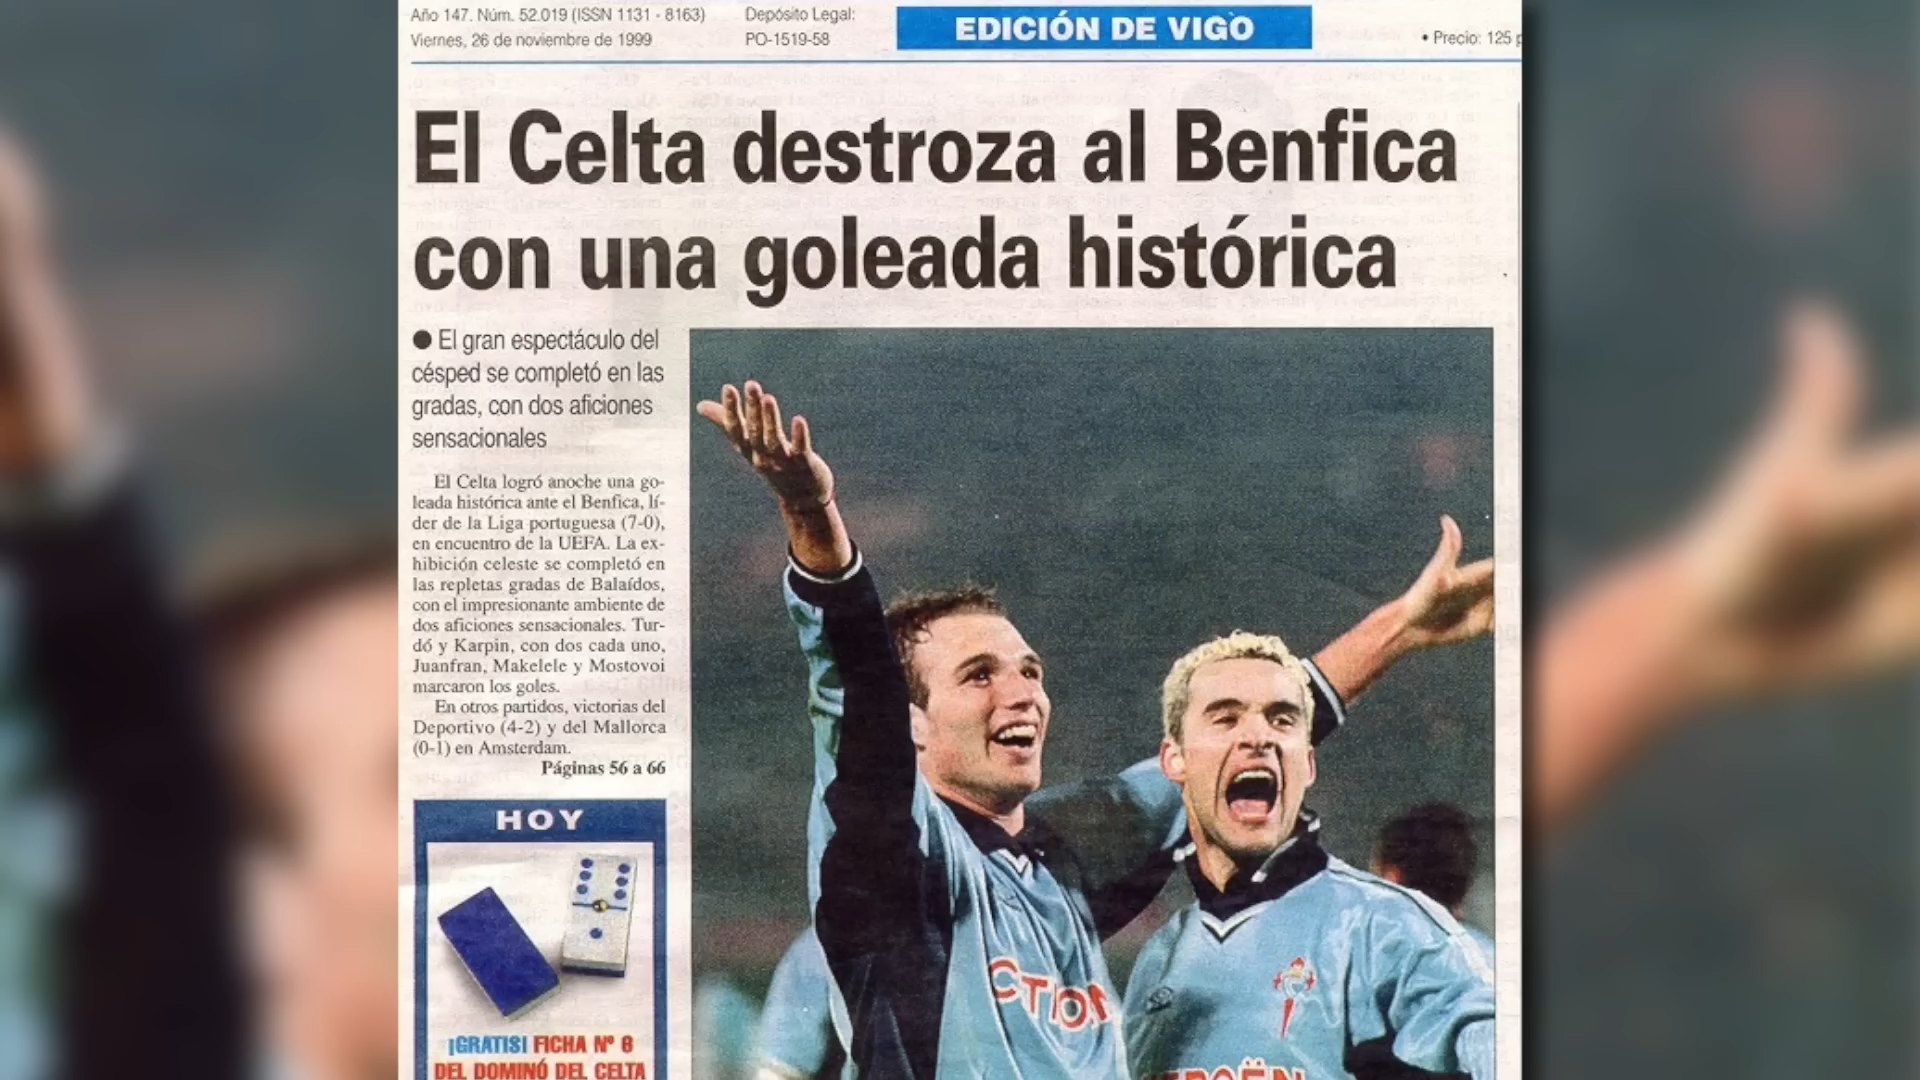 Año 147. Núm. 52.019 (ISSN 1131 - 8163)
Viernes, 26 de noviembre de 1999
Depósito Legal:
PO-1519-58
EDICIÓN DE VIGO
• Precio: 125
El Celta destroza al Benfica
con una goleada histórica
● El gran espectáculo del
césped se completó en las
gradas, con dos aficiones
sensacionales
El Celta logró anoche una go-
leada histórica ante el Benfica, lí-
der de la Liga portuguesa (7-0),
en encuentro de la UEFA. La ex-
hibición celeste se completó en
las repletas gradas de Balaídos,
con el impresionante ambiente de
dos aficiones sensacionales. Tur-
dó y Karpin, con dos cada uno,
Juanfran, Makelele y Mostovoi
marcaron los goles.
En otros partidos, victorias del
Deportivo (4-2) y del Mallorca
(0-1) en Amsterdam.
Páginas 56 a 66
HOY
¡GRATIS! FICHA Nº 6
DEL DOMINÓ DEL CELTA
CTION